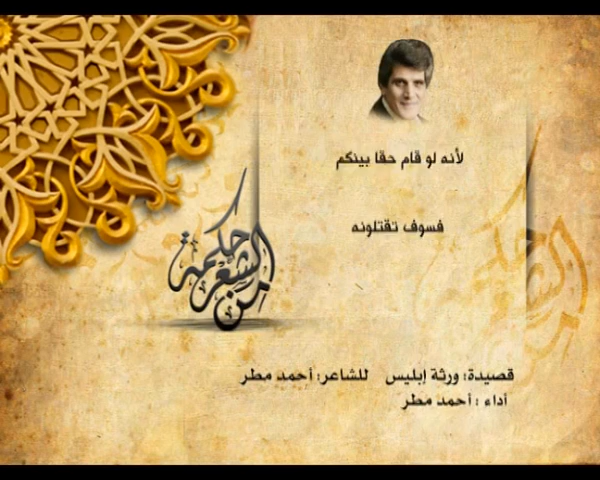 لأنه لو قام حقا بينكم
فسوف تقتلونه
من الشعر حكمة
قصيدة: ورثة إبليس للشاعر: أحمد مطر
أداء : أحمد مطر